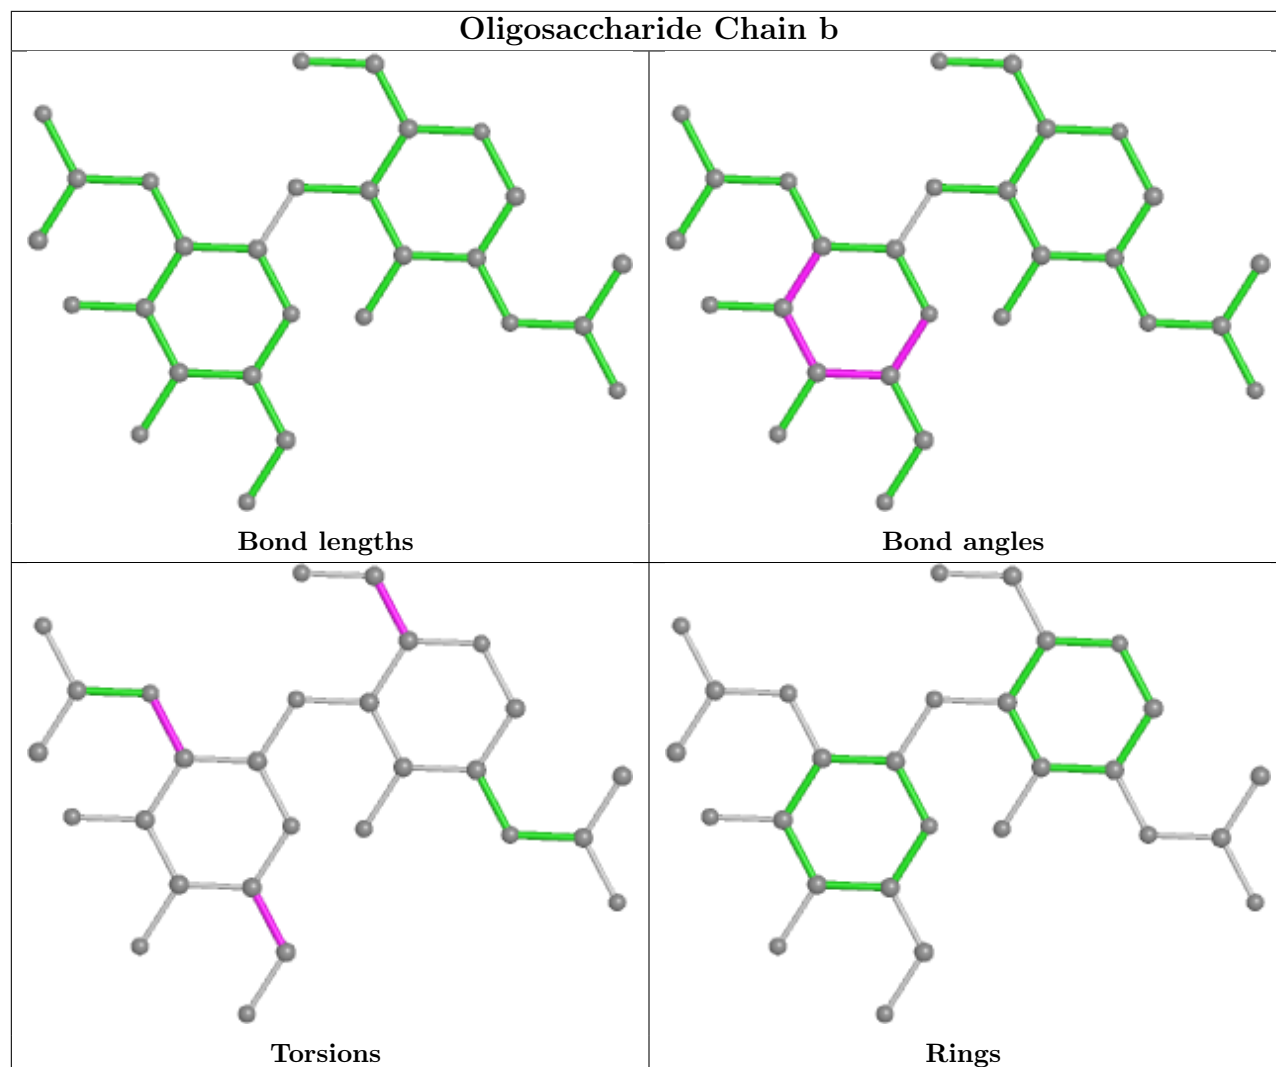 Oligosaccharide Chain b
Bond lengths
Bond angles
Torsions
Rings